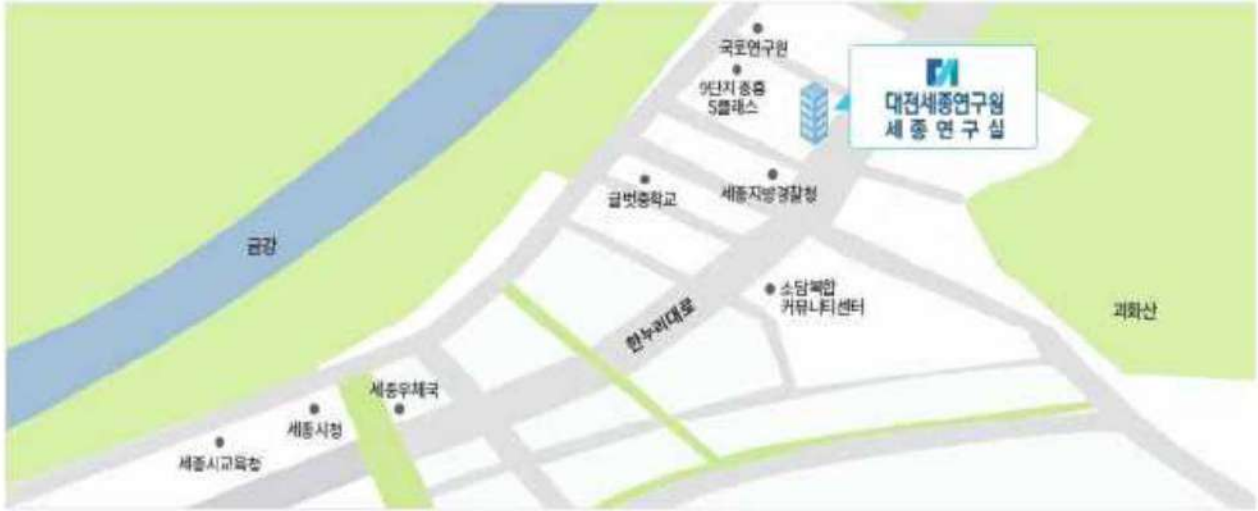 국토연구원
9단지 중흥
S클래스
대전세종연구원
세종연구실
글벗중학교
세종지방경찰청
금강
소담복합
커뮤니티센터
한누리대로
괴화산
세종우체국
세종시청
세종시교육청